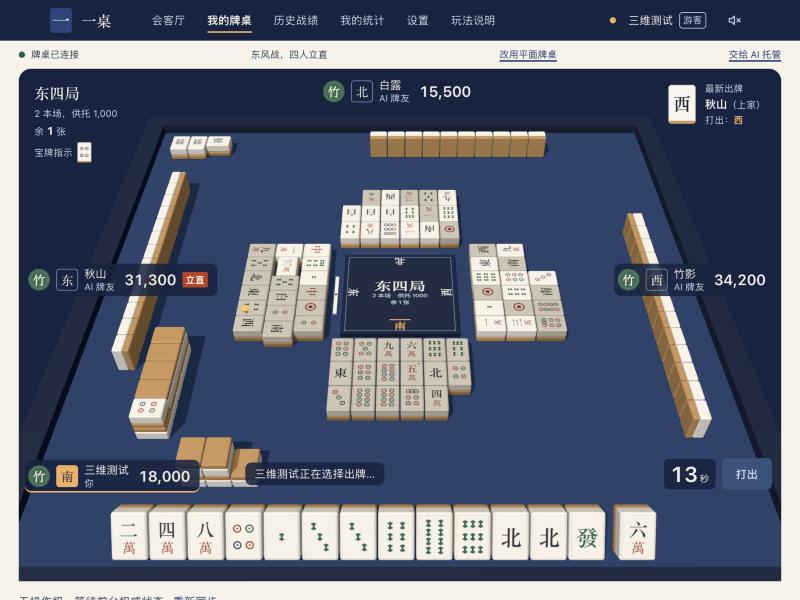 一 一桌 会客厅 我的牌桌 历史战绩 我的统计 设置 玩法说明 三维测试 游客
牌桌已连接 东风战，四人立直 改用平面牌桌 交给 AI 托管
东四局
2 本场，供托 1,000
余 1 张
宝牌指示
竹 北 白露 AI 牌友 15,500
西 最新出牌
秋山（上家）
打出：西
竹 东 秋山 AI 牌友 31,300 立直
竹 西 竹影 AI 牌友 34,200
北
东四局
2 本场 供托 1000
余 1 张
东
南
九 六
萬 萬
東 五 北
萬
四
萬
竹 南 三维测试 你 18,000
三维测试正在选择出牌...
13 秒 打出
二 四 八 北 北 發 六
萬 萬 萬 萬